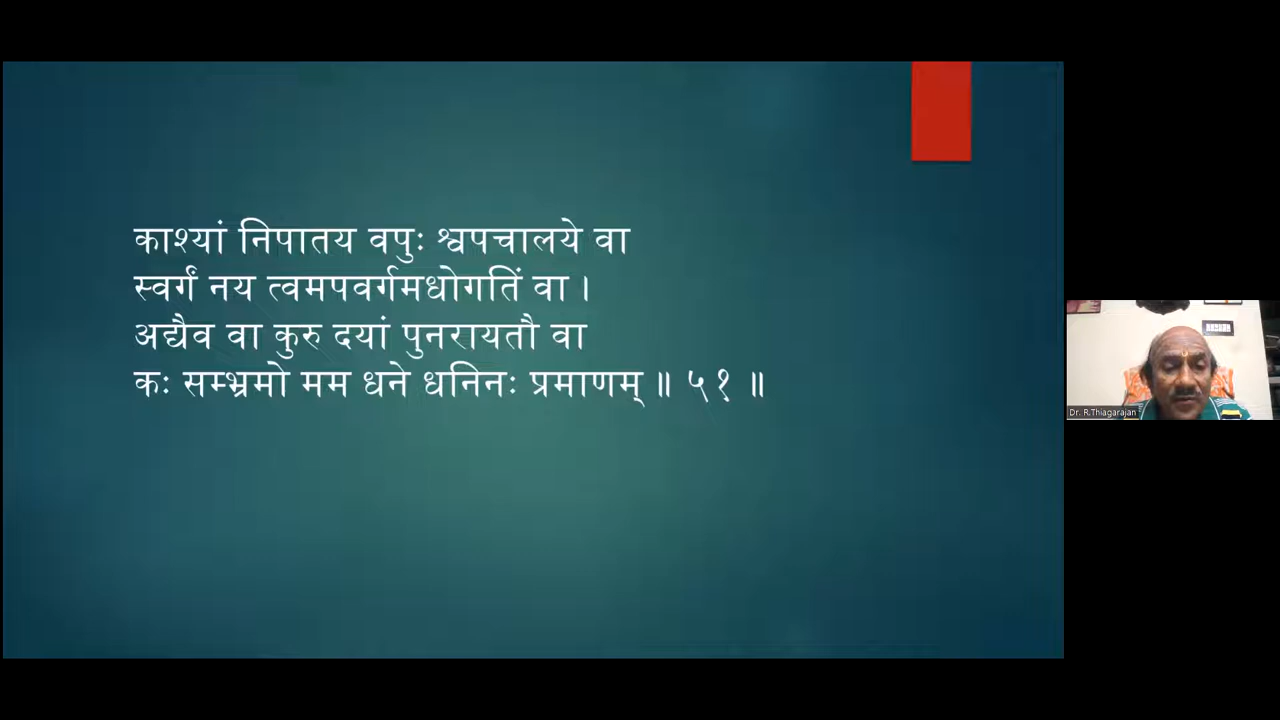 काश्यां निपातय वपुः श्वपचालये वा
स्वर्गं नय त्वमपवर्गमधोगतिं वा ।
अद्यैव वा कुरु दयां पुनरायतौ वा
कः सम्भ्रमो मम धने धनिनः प्रमाणम् ॥ ५१ ॥
Dr. R.Thiagarajan